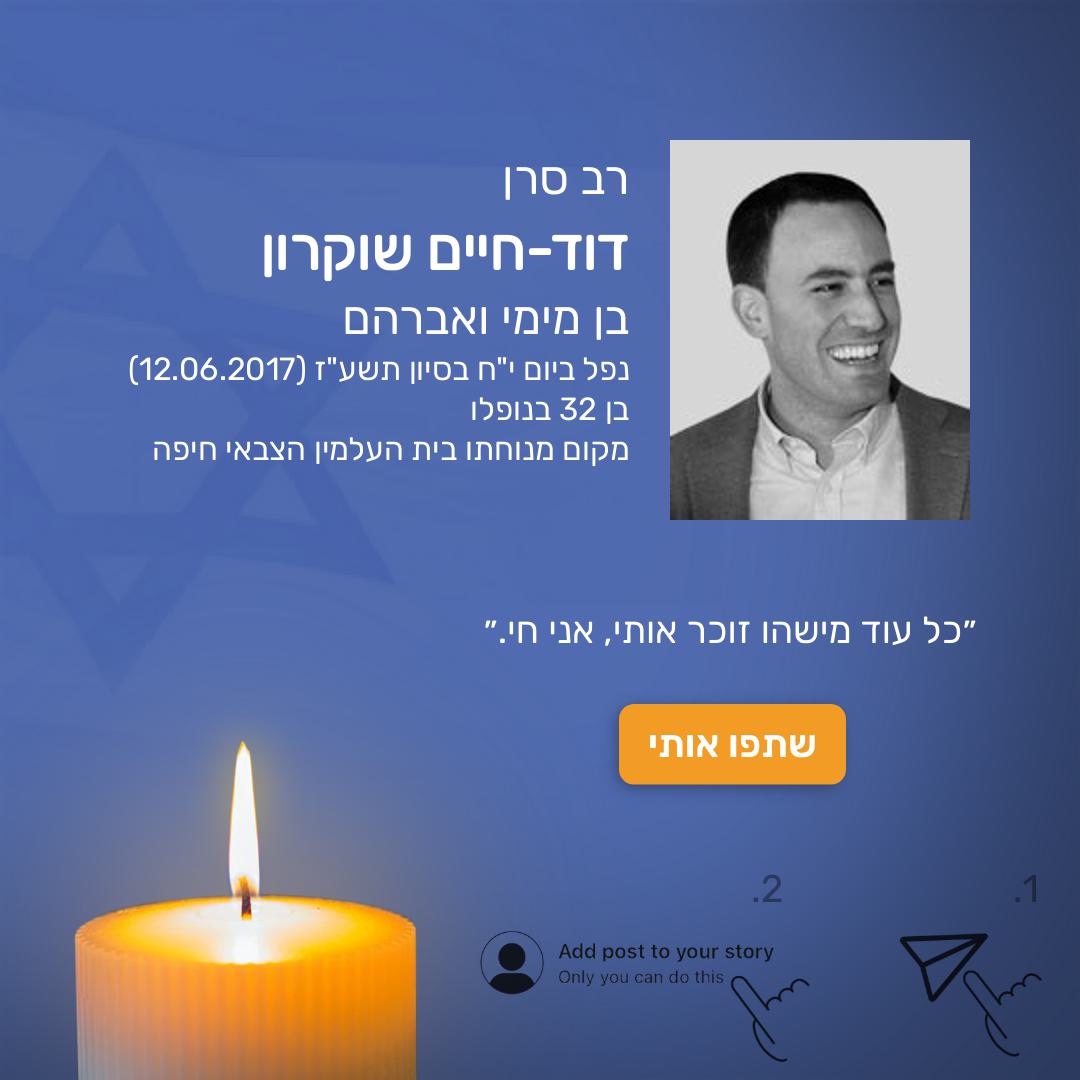 רב סרן
דוד-חיים שוקרון
בן מימי ואברהם
נפל ביום י"ח בסיון תשע"ז (12.06.2017)
בן 32 בנופלו
מקום מנוחתו בית העלמין הצבאי חיפה
״כל עוד מישהו זוכר אותי, אני חי.״
שתפו אותי
1.
2.
Add post to your story
Only you can do this